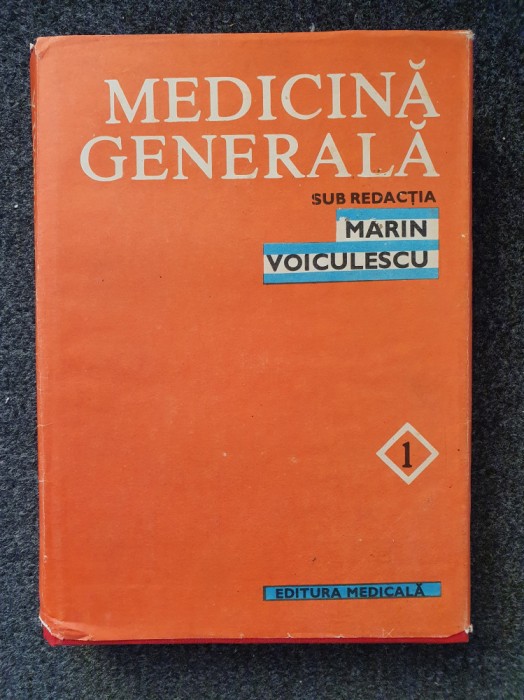 MEDICINĂ
GENERALĂ
SUB REDACȚIA
MARIN
VOICULESCU
1
EDITURA MEDICALĂ